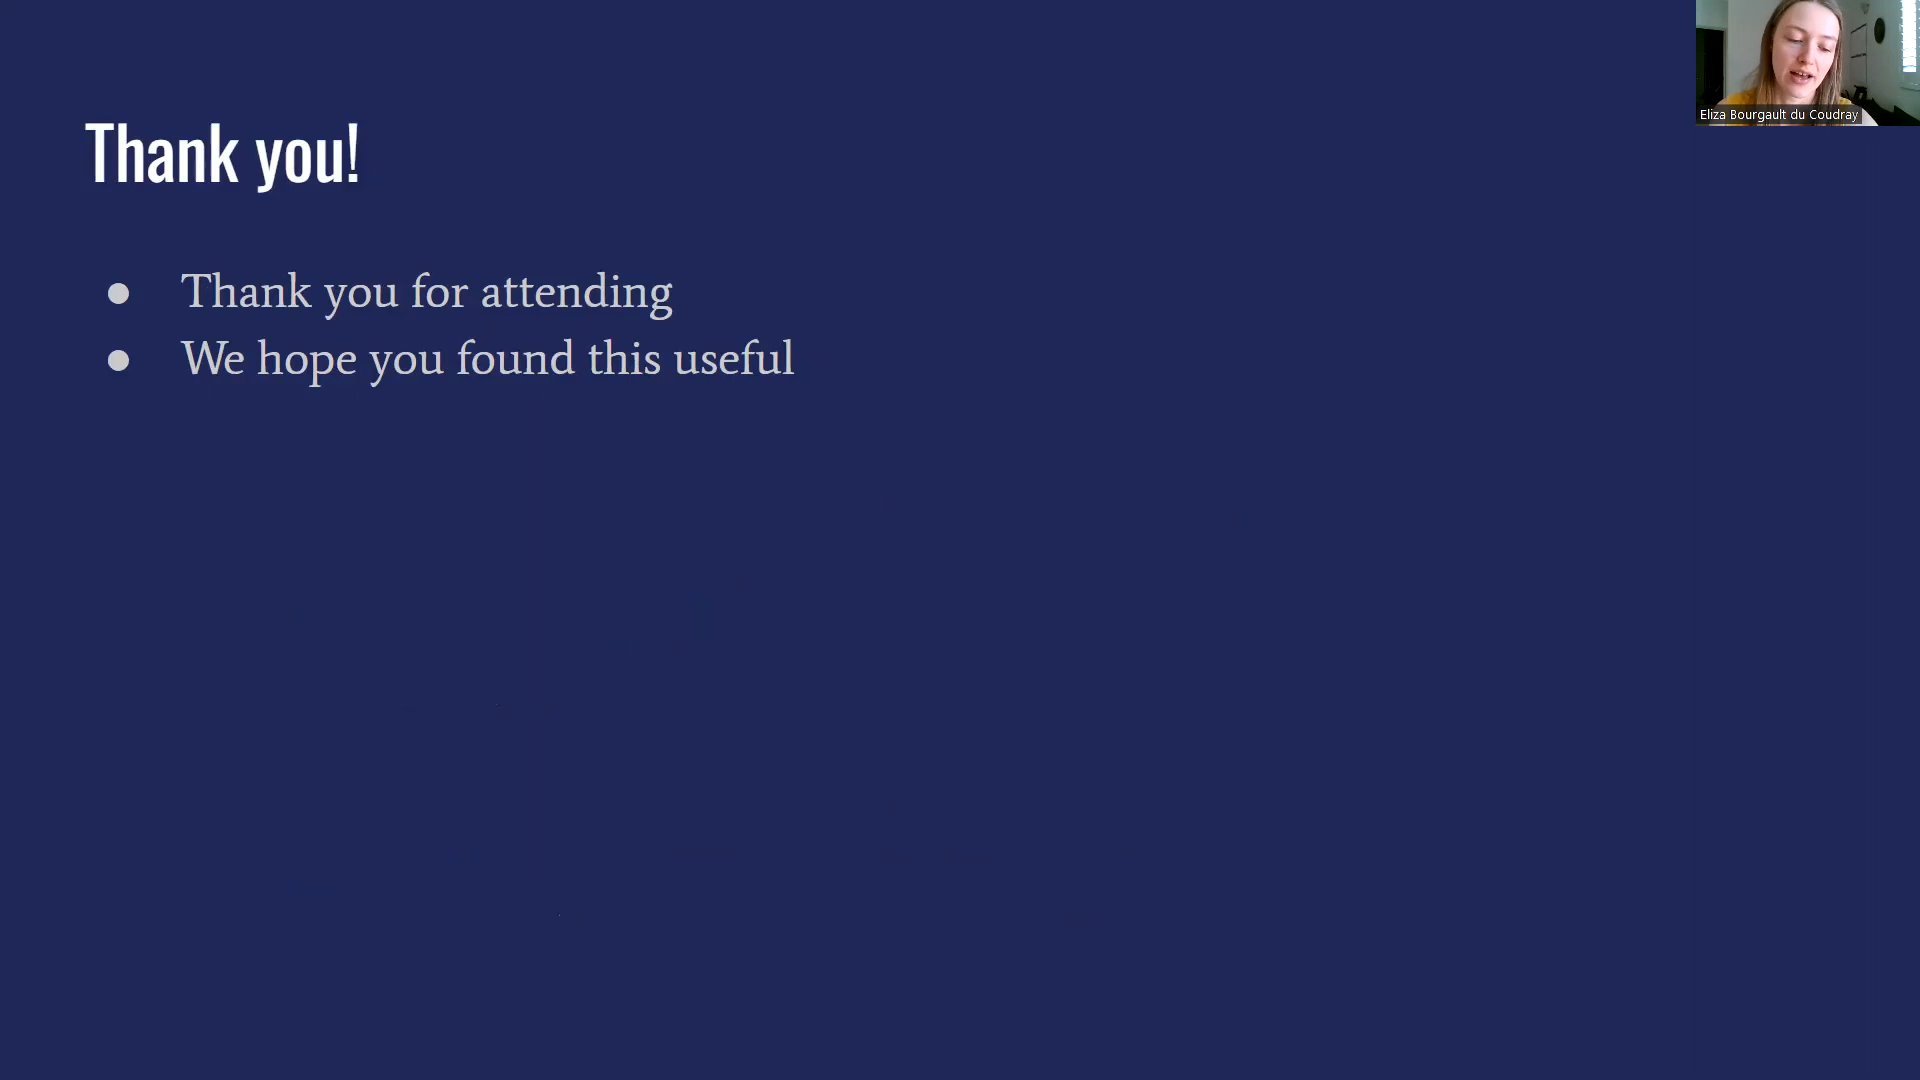 Eliza Bourgault du Coudray
Thank you!
● Thank you for attending
● We hope you found this useful